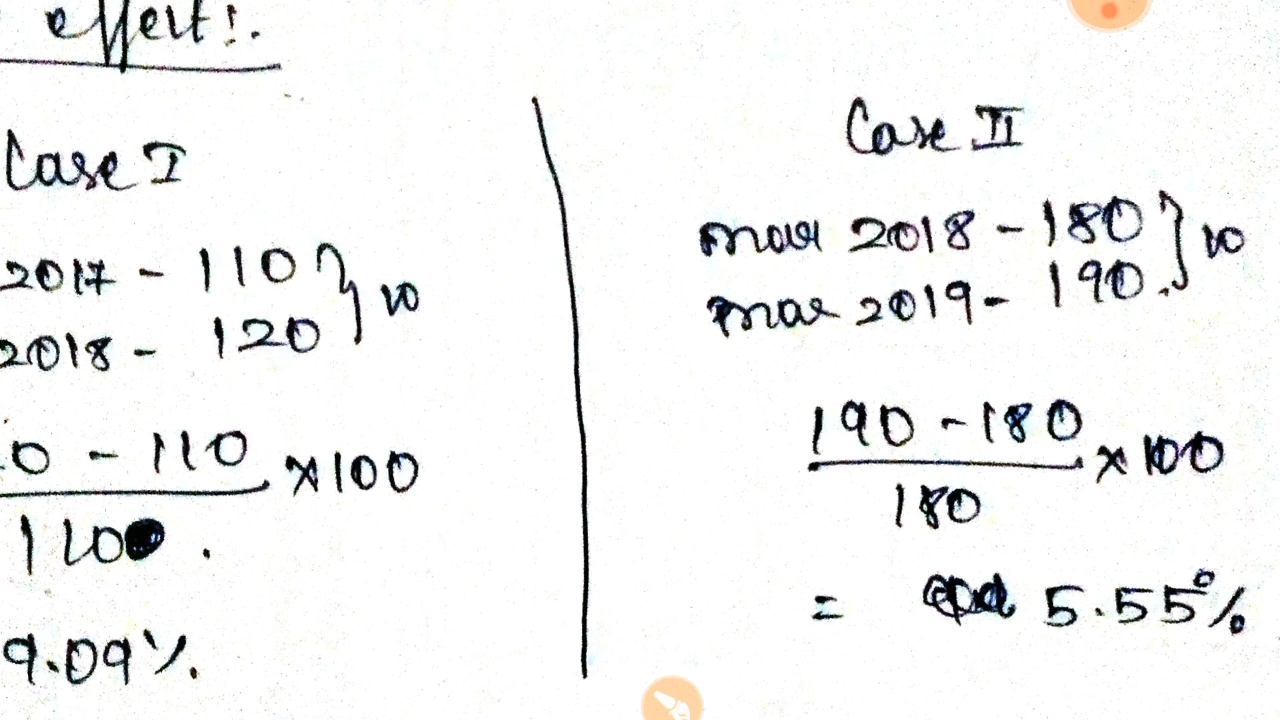 effect:.
Case I
2017 - 110 } 10
2018 - 120
0 - 110 × 100
110 .
9.09%.
Case II
mar 2018 - 180 } 10
mar 2019 - 190.
190 - 180 × 100
180
= 5.55%